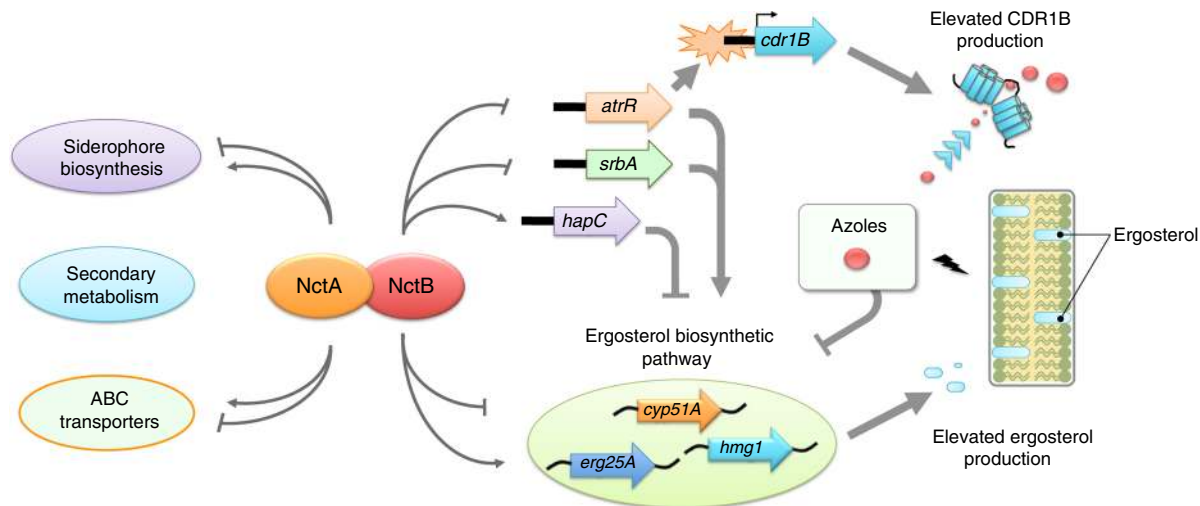 Elevated CDR1B
production
cdr1B
atrR
srbA
hapC
Siderophore
biosynthesis
Secondary
metabolism
ABC
transporters
NctA
NctB
Azoles
Ergosterol
Ergosterol biosynthetic
pathway
cyp51A
hmg1
erg25A
Elevated ergosterol
production